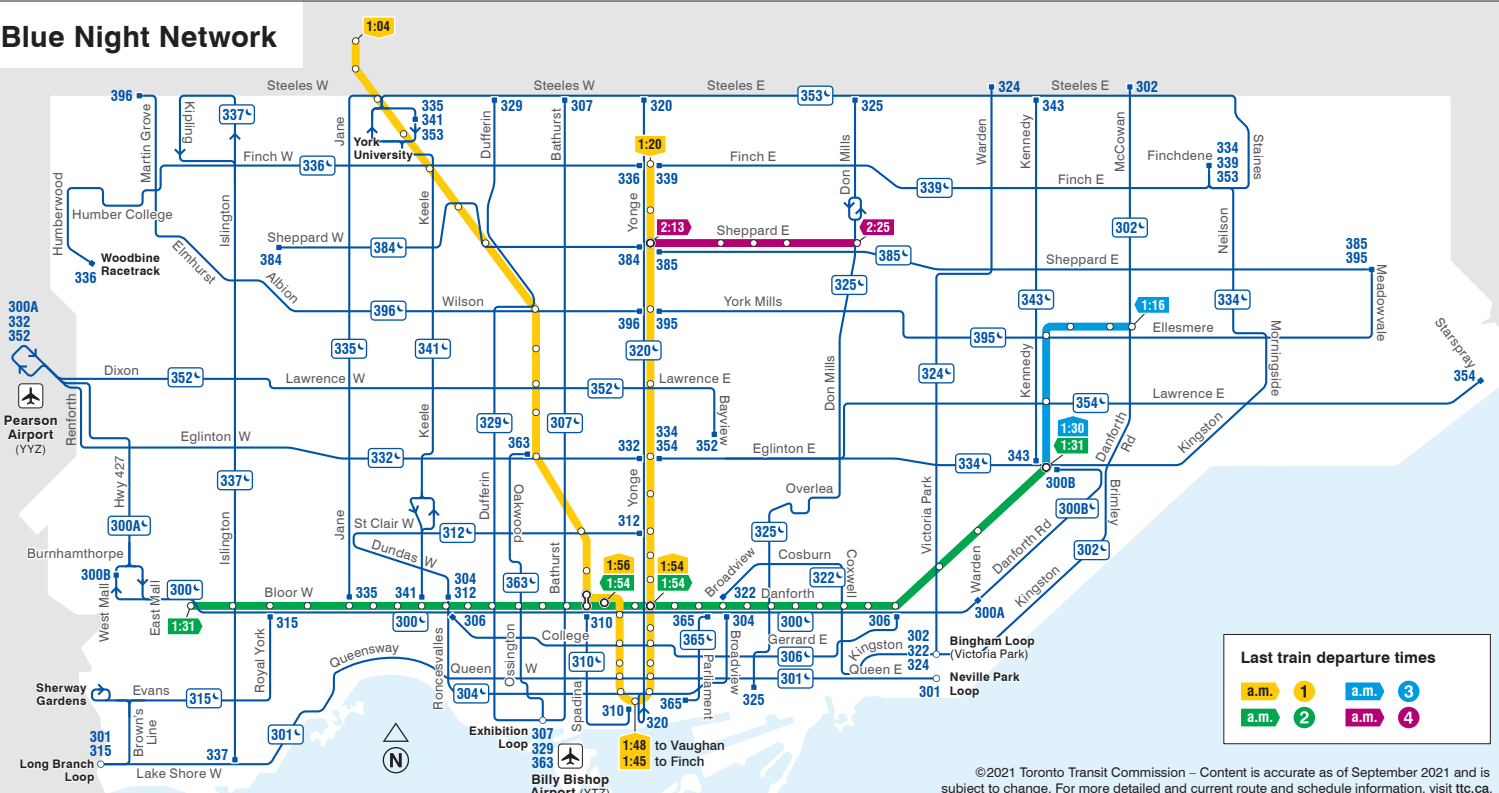 Blue Night Network
1:04
Steeles W
Steeles W
Steeles E
353
324
Steeles E
302
396
337
335
341
353
329
307
320
325
343
Martin Grove
Kipling
Jane
York
University
Dufferin
Bathurst
1:20
Don Mills
Warden
Kennedy
McCowan
Finchdene
334
339
353
Staines
Finch W
336
336
339
Finch E
339
Finch E
Humberwood
Humber College
Islington
Keele
Yonge
2:13
Sheppard E
2:25
302
Neilson
Sheppard W
384
384
384
385
385
Sheppard E
385
395
Woodbine
Racetrack
336
Elmhurst
Albion
396
Wilson
396
395
York Mills
325
343
334
1:16
Ellesmere
395
Meadowvale
Morningside
Starspray
354
300A
332
352
Pearson
Airport
(YYZ)
Dixon
352
Lawrence W
335
341
320
352
Lawrence E
Bayview
352
Don Mills
324
Kennedy
354
Lawrence E
Renforth
Eglinton W
332
Keele
329
307
363
332
334
354
Eglinton E
334
343
1:30
1:31
300B
Danforth
Rd
Kingston
Hwy 427
337
300A
Islington
Jane
St Clair W
312
Dufferin
Oakwood
Bathurst
Yonge
312
Overlea
325
Victoria Park
300B
Brimley
302
Burnhamthorpe
300B
West Mall
East Mall
300
1:31
Dundas W
304
312
363
1:56
1:54
1:54
1:54
Broadview
Cosburn
322
Coxwell
Warden
Danforth Rd
Kingston
300A
Bloor W
335
341
300
306
310
365
322
304
Danforth
300
306
315
Royal York
Queensway
Roncesvalles
Ossington
College
310
Spadina
365
Parliament
Broadview
Gerrard E
306
Kingston
Queen E
302
322
324
Bingham Loop
(Victoria Park)
Queen
W
304
301
301
Neville Park
Loop
325
365
310
320
Sherway
Gardens
Evans
315
Brown's
Line
301
315
Long Branch
Loop
337
Lake Shore W
301
N
Exhibition
Loop
307
329
363
Billy Bishop
Airport (YTZ)
1:48 to Vaughan
1:45 to Finch
Last train departure times
a.m. 1
a.m. 3
a.m. 2
a.m. 4
©2021 Toronto Transit Commission – Content is accurate as of September 2021 and is
subject to change. For more detailed and current route and schedule information, visit ttc.ca.